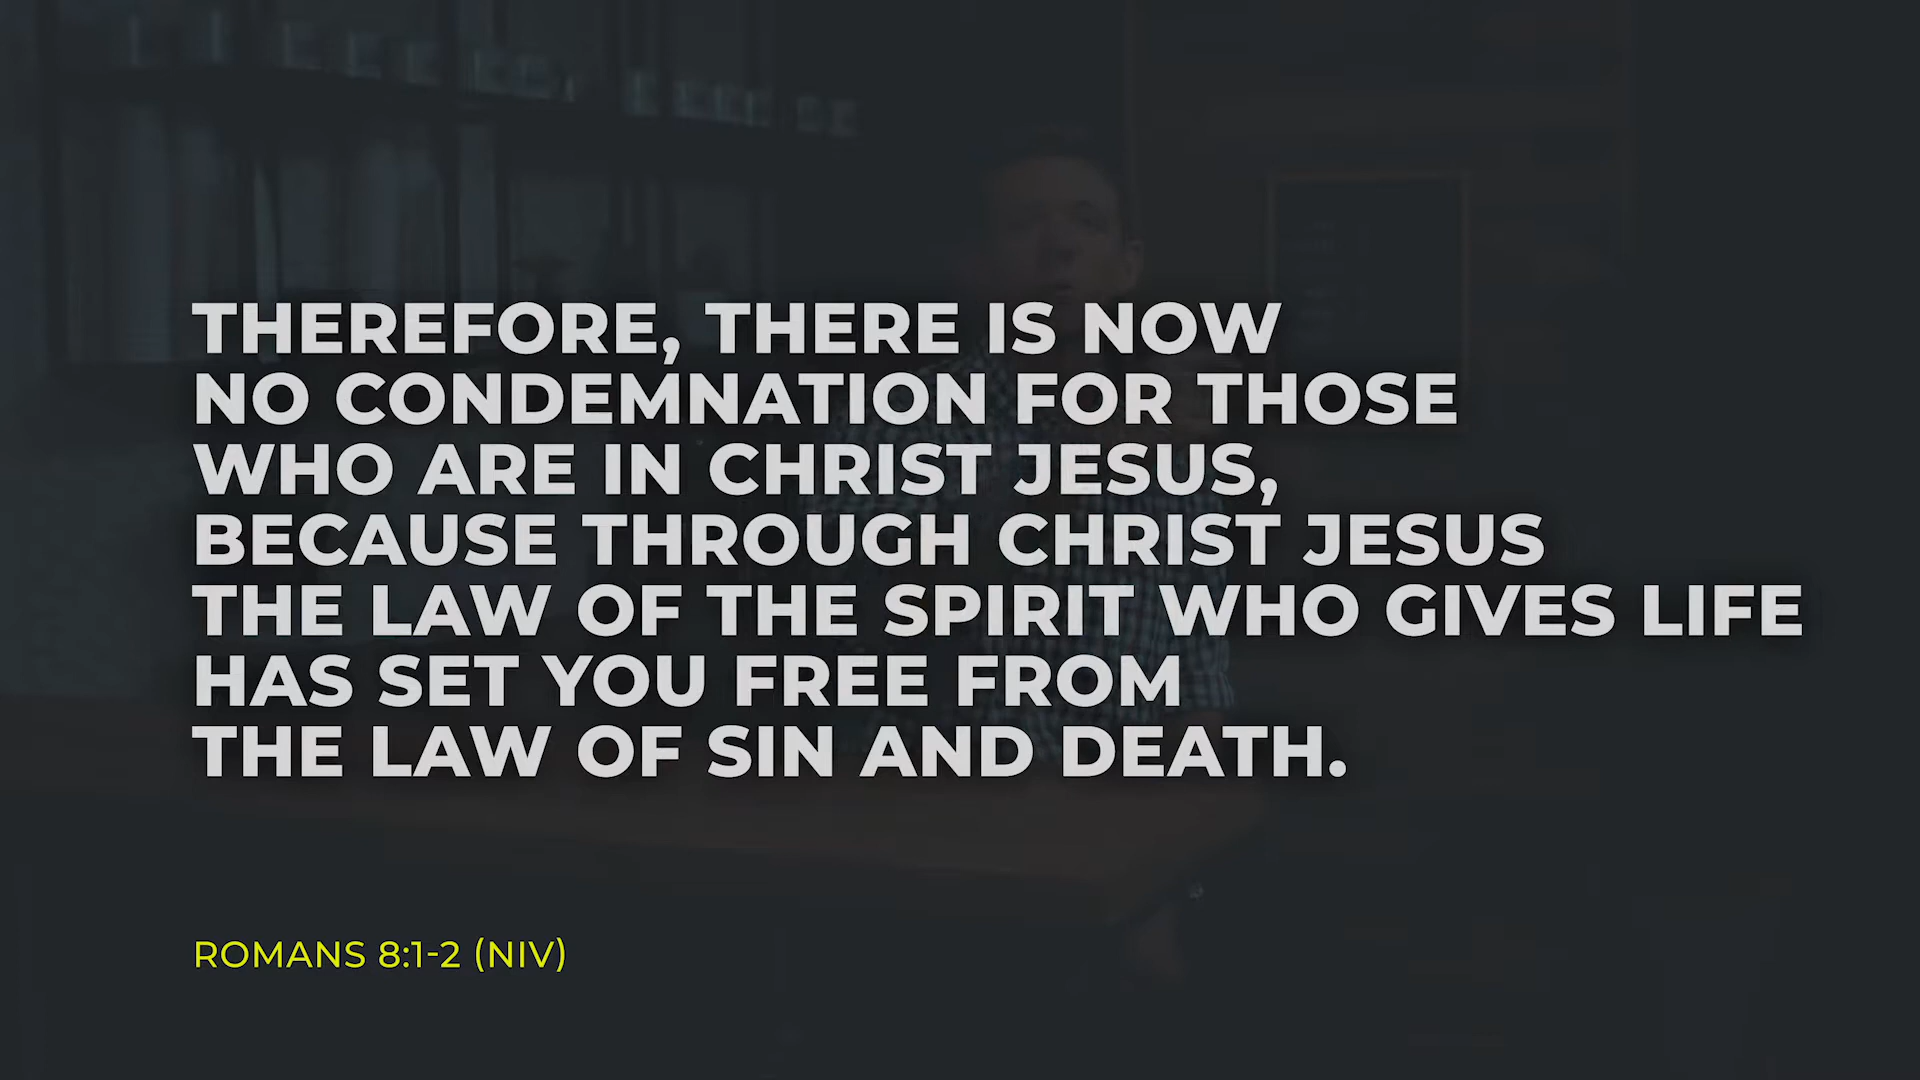 THEREFORE, THERE IS NOW
NO CONDEMNATION FOR THOSE
WHO ARE IN CHRIST JESUS,
BECAUSE THROUGH CHRIST JESUS
THE LAW OF THE SPIRIT WHO GIVES LIFE
HAS SET YOU FREE FROM
THE LAW OF SIN AND DEATH.
ROMANS 8:1-2 (NIV)